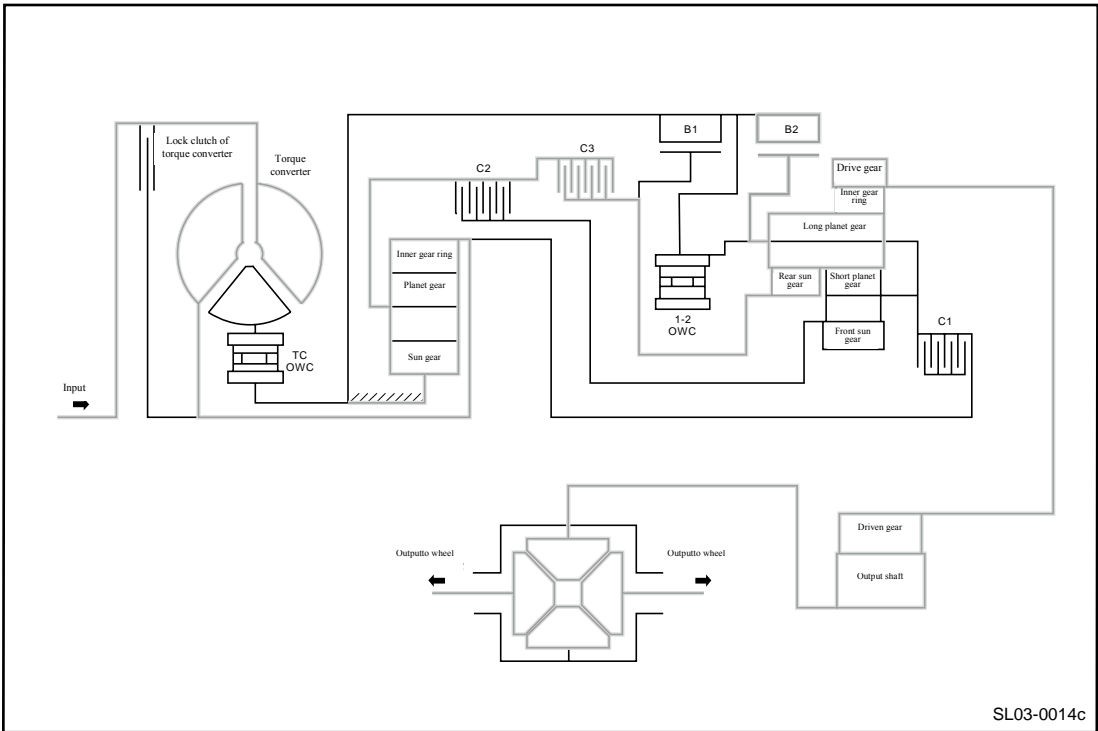 B1
B2
C3
C2
Lock clutch of
torque converter
Torque
converter
Drive gear
Inner gear
ring
Long planet gear
Inner gear ring
Planet gear
Sun gear
Rear sun
gear
Short planet
gear
Front sun
gear
1-2
OWC
C1
TC
OWC
Input
Driven gear
Output shaft
Outputto wheel
Outputto wheel
SL03-0014c